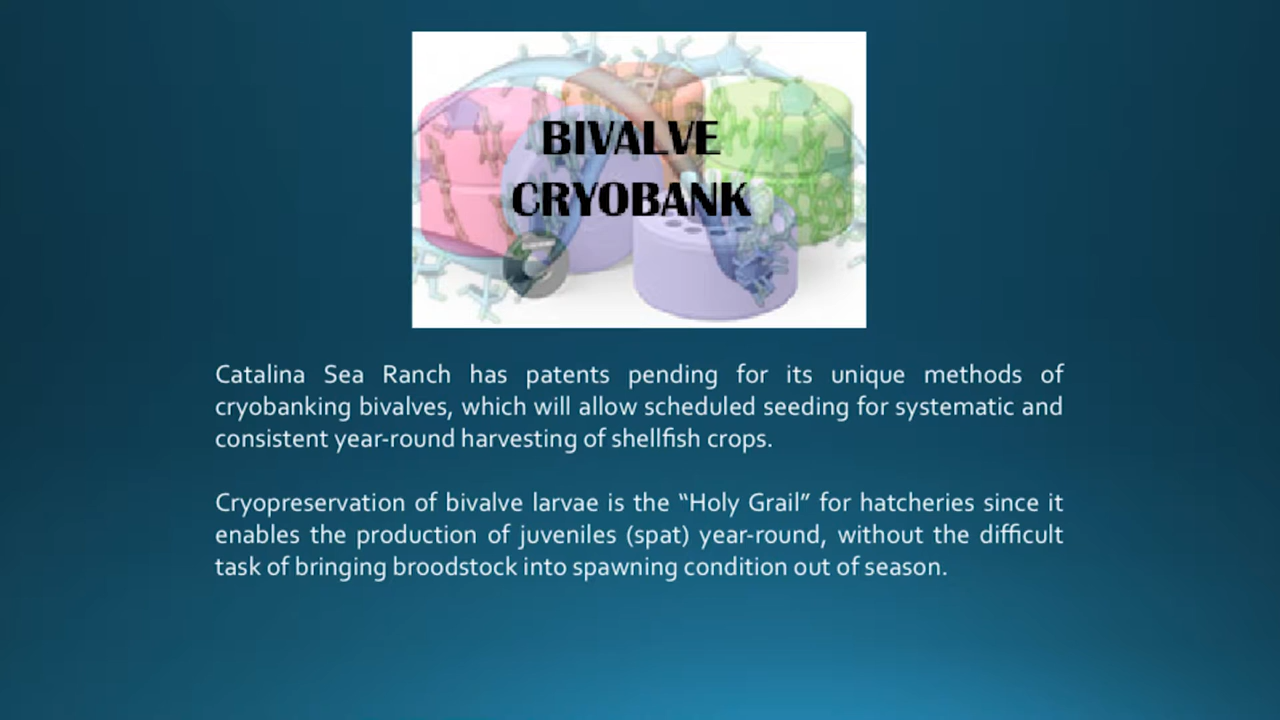 BIVALVE
CRYOBANK
Catalina Sea Ranch has patents pending for its unique methods of
cryobanking bivalves, which will allow scheduled seeding for systematic and
consistent year-round harvesting of shellfish crops.
Cryopreservation of bivalve larvae is the “Holy Grail” for hatcheries since it
enables the production of juveniles (spat) year-round, without the difficult
task of bringing broodstock into spawning condition out of season.